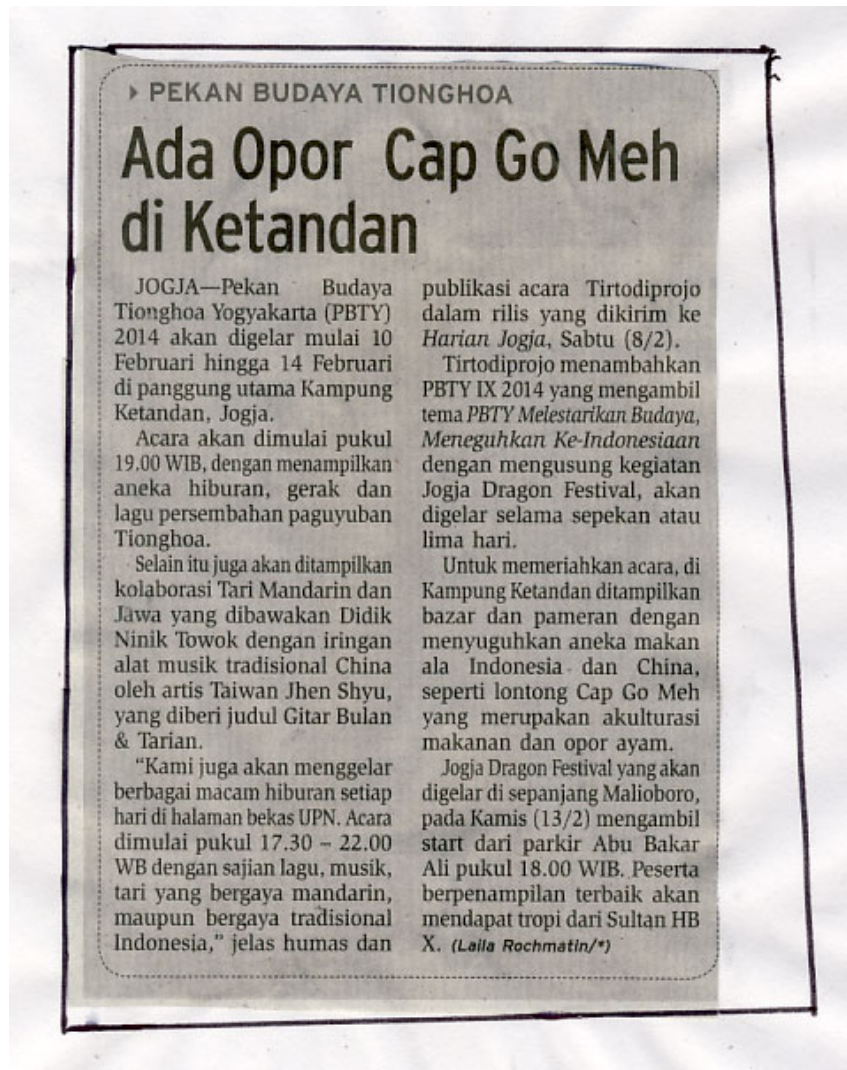 PEKAN BUDAYA TIONGHOA
Ada Opor Cap Go Meh
di Ketandan
JOGJA—Pekan Budaya
Tionghoa Yogyakarta (PBTY)
2014 akan digelar mulai 10
Februari hingga 14 Februari
di panggung utama Kampung
Ketandan, Jogja.
Acara akan dimulai pukul
19.00 WIB, dengan menampilkan
aneka hiburan, gerak dan
lagu persembahan paguyuban
Tionghoa.
Selain itu juga akan ditampilkan
kolaborasi Tari Mandarin dan
Jawa yang dibawakan Didik
Ninik Towok dengan iringan
alat musik tradisional China
oleh artis Taiwan Jhen Shyu,
yang diberi judul Gitar Bulan
& Tarian.
“Kami juga akan menggelar
berbagai macam hiburan setiap
hari di halaman bekas UPN. Acara
dimulai pukul 17.30 – 22.00
WB dengan sajian lagu, musik,
tari yang bergaya mandarin,
maupun bergaya tradisional
Indonesia,” jelas humas dan
publikasi acara Tirtodiprojo
dalam rilis yang dikirim ke
Harian Jogja, Sabtu (8/2).
Tirtodiprojo menambahkan
PBTY IX 2014 yang mengambil
tema PBTY Melestarikan Budaya,
Meneguhkan Ke-Indonesiaan
dengan mengusung kegiatan
Jogja Dragon Festival, akan
digelar selama sepekan atau
lima hari.
Untuk memeriahkan acara, di
Kampung Ketandan ditampilkan
bazar dan pameran dengan
menyuguhkan aneka makan
ala Indonesia dan China,
seperti lontong Cap Go Meh
yang merupakan akulturasi
makanan dan opor ayam.
Jogja Dragon Festival yang akan
digelar di sepanjang Malioboro,
pada Kamis (13/2) mengambil
start dari parkir Abu Bakar
Ali pukul 18.00 WIB. Peserta
berpenampilan terbaik akan
mendapat tropi dari Sultan HB
X. (Laila Rochmatin/*)